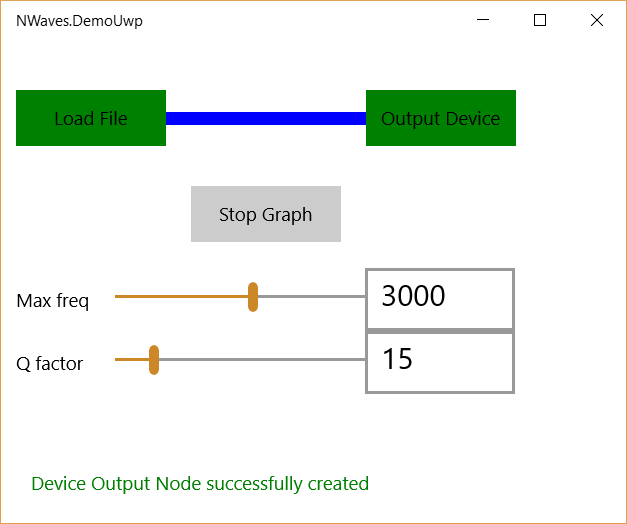 NWaves.DemoUwp
Load File
Output Device
Stop Graph
Max freq
3000
Q factor
15
Device Output Node successfully created